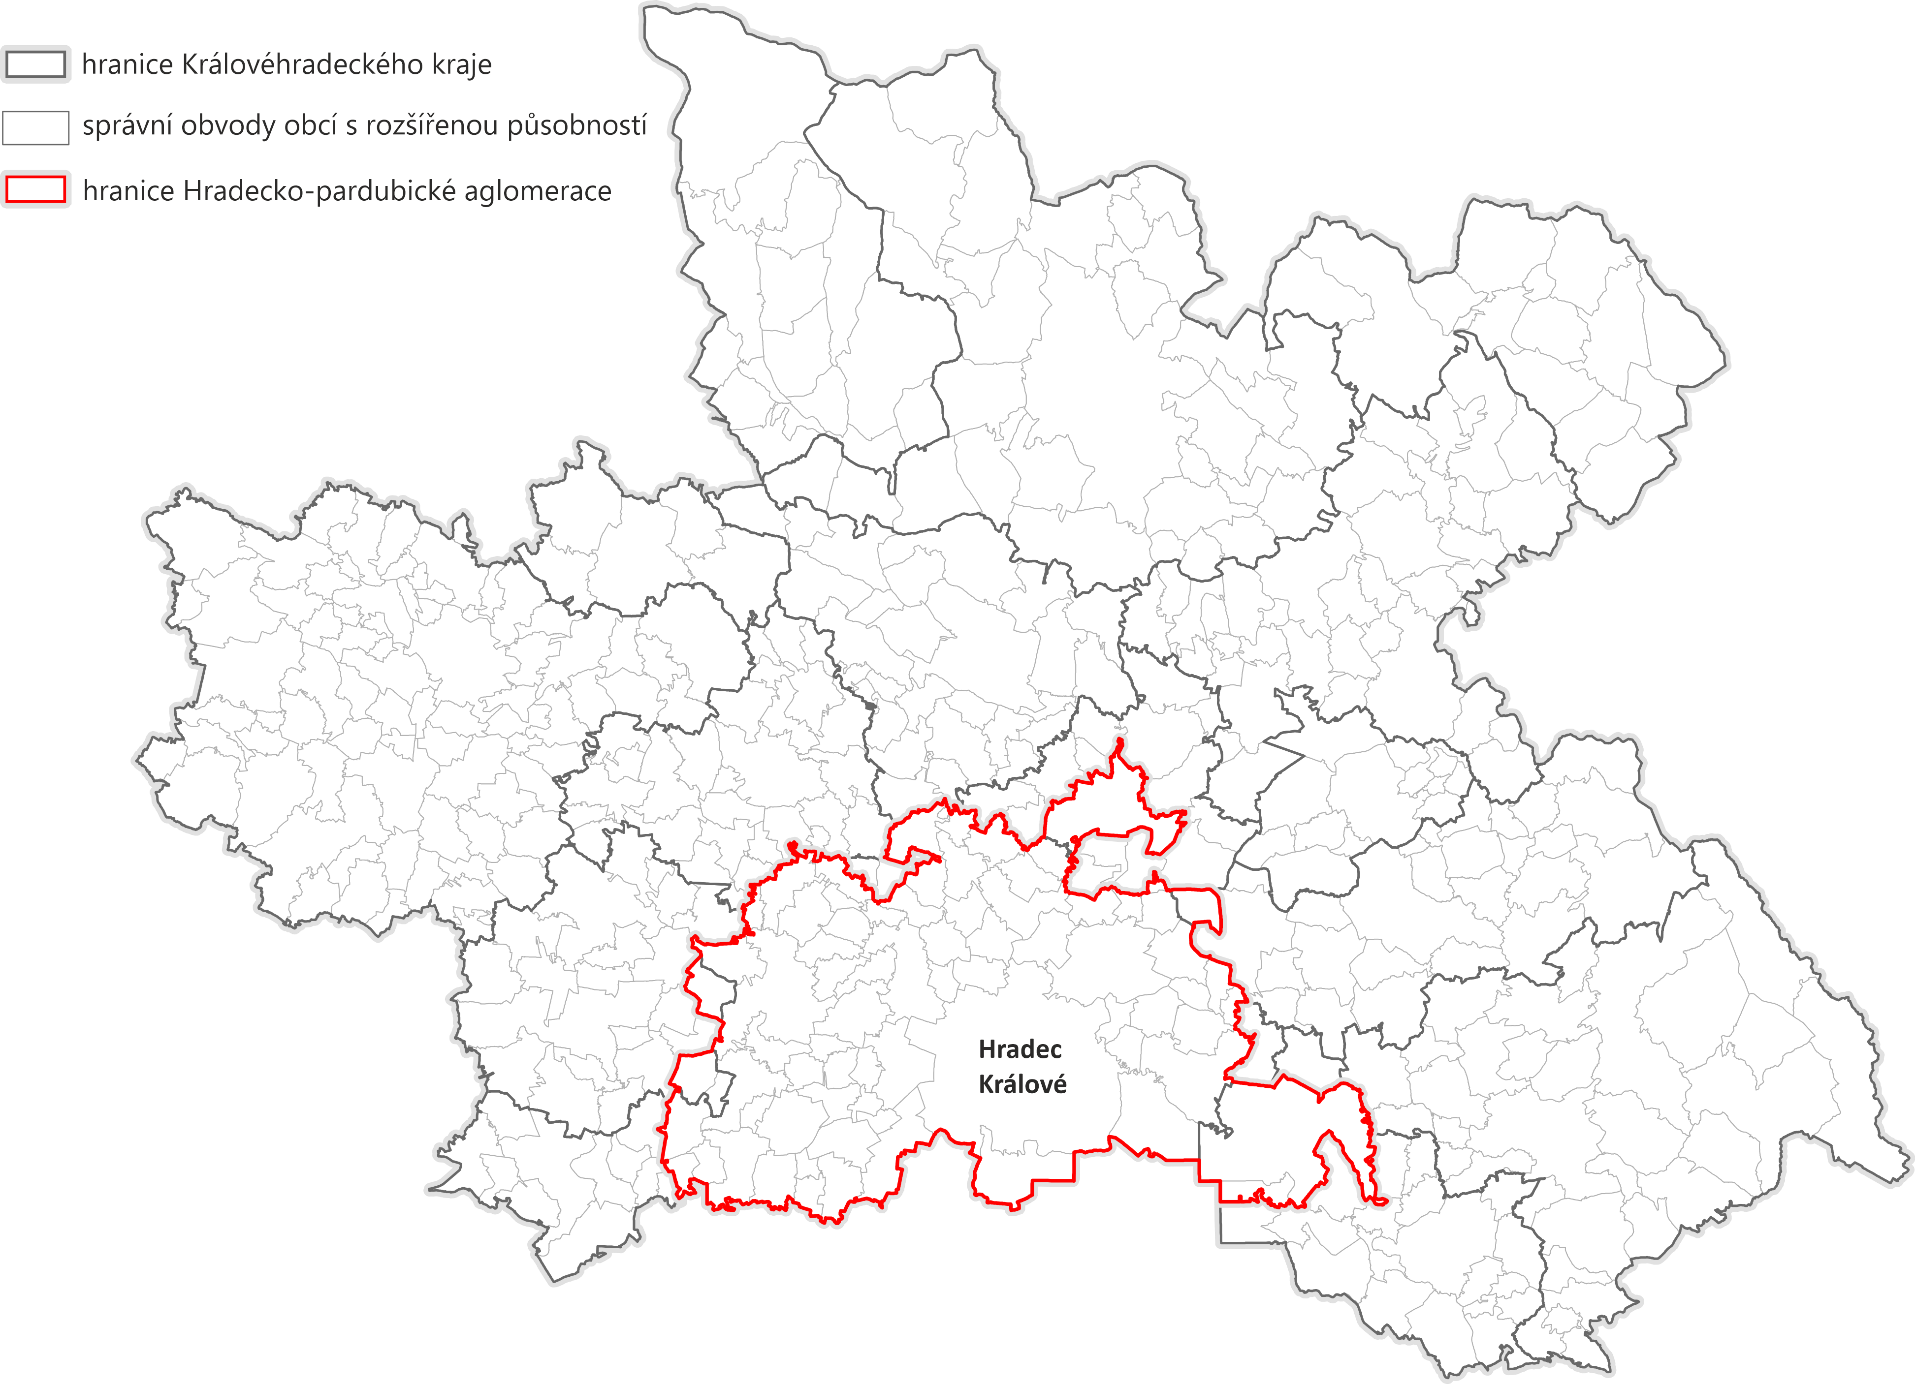 hranice Královéhradeckého kraje
správní obvody obcí s rozšířenou působností
hranice Hradecko-pardubické aglomerace
Hradec
Králové